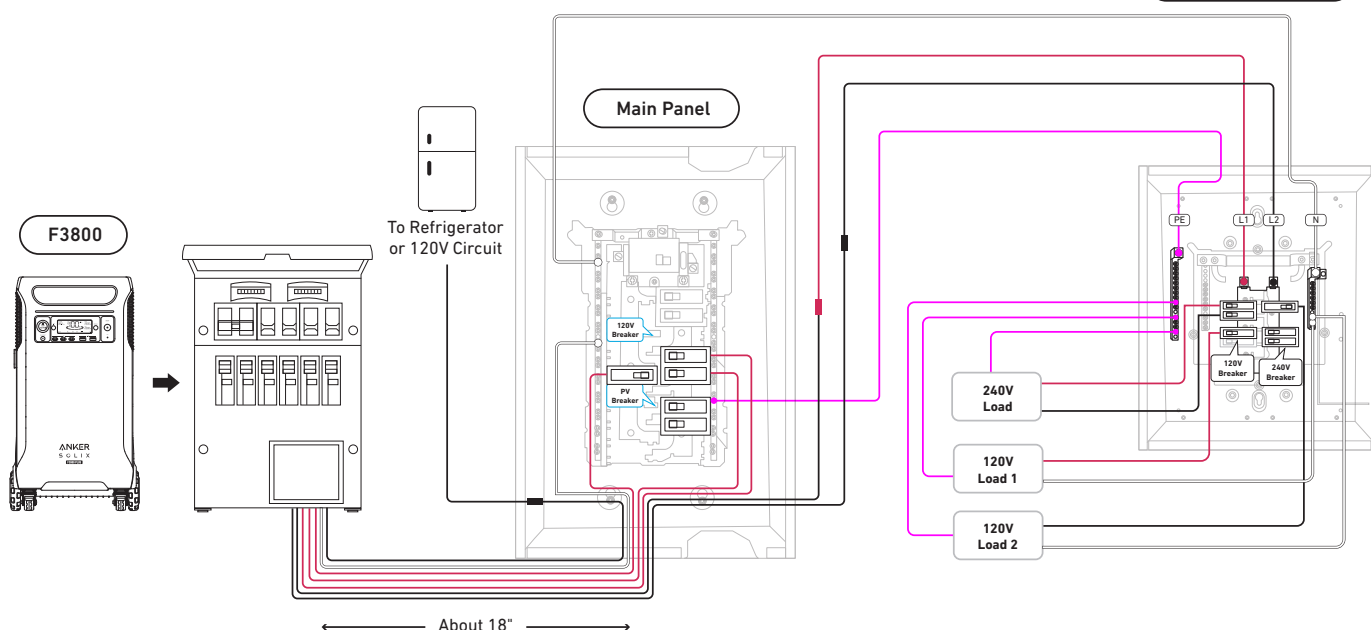 Main Panel
F3800
To Refrigerator
or 120V Circuit
PE
L1
L2
N
120V
Breaker
PV
Breaker
120V
Breaker
240V
Breaker
240V
Load
120V
Load 1
120V
Load 2
ANKER
SOLIX
About 18"